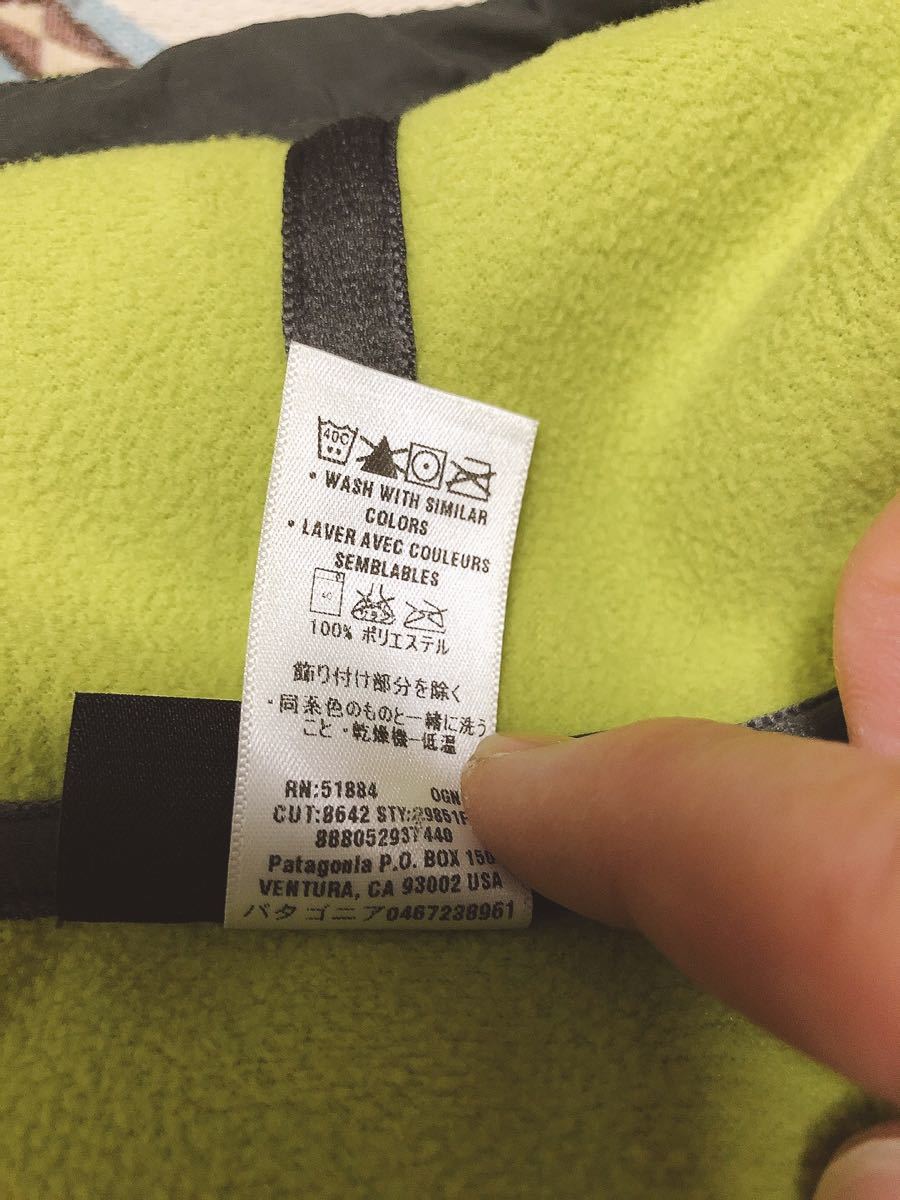 40C
• WASH WITH SIMILAR
COLORS
• LAVER AVEC COULEURS
SEMBLABLES
40
100% ポリエステル
飾り付け部分を除く
・同系色のものと一緒に洗う
こと・乾燥機ー低温
RN:51884 OGN
CUT:8642
888052937440
Patagonia P.O. BOX
VENTURA, CA 93002 USA
パタゴニア0467238961